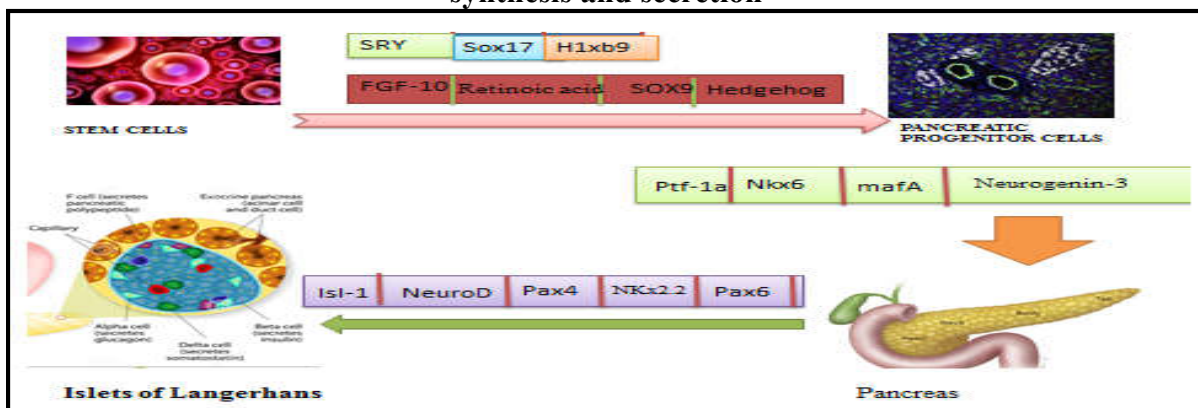 synthesis and secretion
SRY Sox17 H1xb9
FGF-10 Retinoic acid SOX9 Hedgehog
STEM CELLS
PANCREATIC
PROGENITOR CELLS
Ptf-1a Nkx6 mafA Neurogenin-3
F cell (secretes
pancreatic
polypeptide)
Exocrine pancreas
(acinar cell
and duct cell)
Capillary
Isl-1 NeuroD Pax4 NKx2.2 Pax6
Alpha cell
(secretes
glucagon)
Delta cell
(secretes
somatostatin)
Beta cell
(secretes
insulin)
Islets of Langerhans
Pancreas